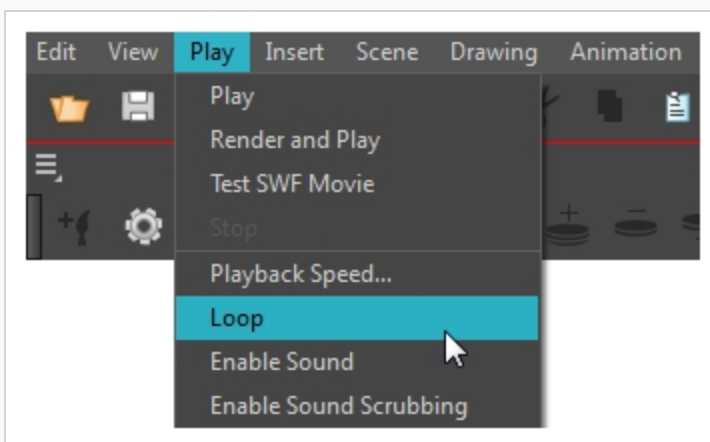 Edit View Play Insert Scene Drawing Animation
Play
Render and Play
Test SWF Movie
Stop
Playback Speed...
Loop
Enable Sound
Enable Sound Scrubbing